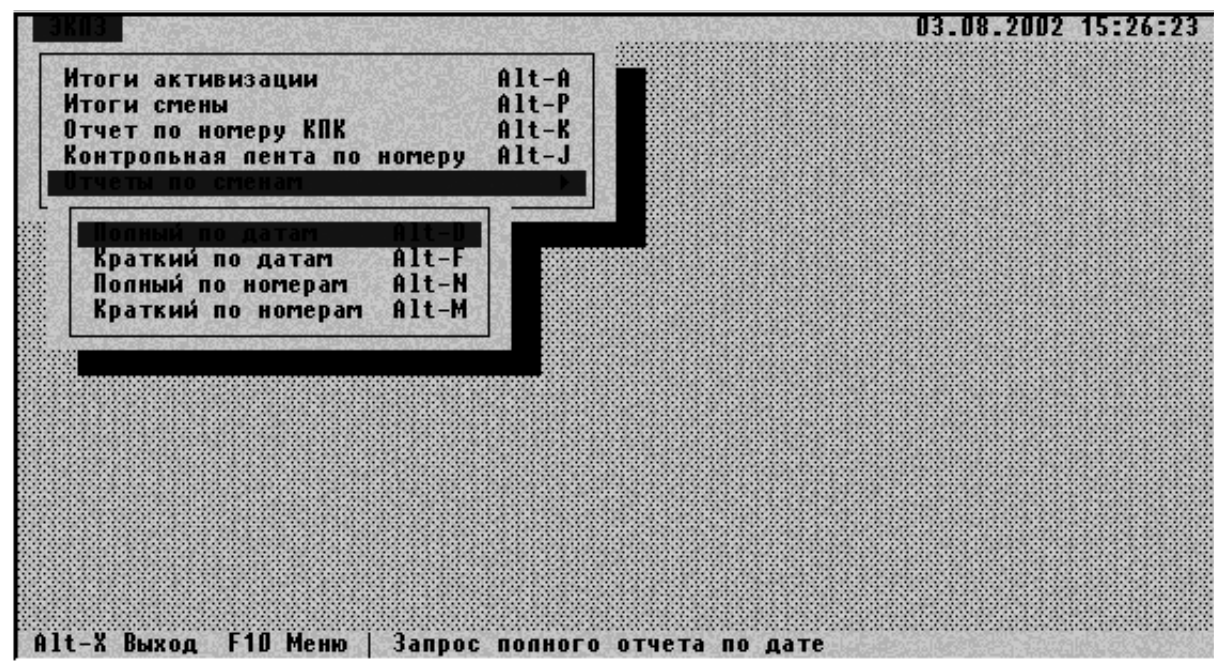 ЭКЛЗ 03.08.2002 15:26:23
Итоги активизации Alt-A
Итоги смены Alt-P
Отчет по номеру КПК Alt-K
Контрольная лента по номеру Alt-J
Отчеты по сменам
Полный по датам Alt-D
Краткий по датам Alt-F
Полный по номерам Alt-N
Краткий по номерам Alt-M
Alt-X Выход F10 Меню | Запрос полного отчета по дате